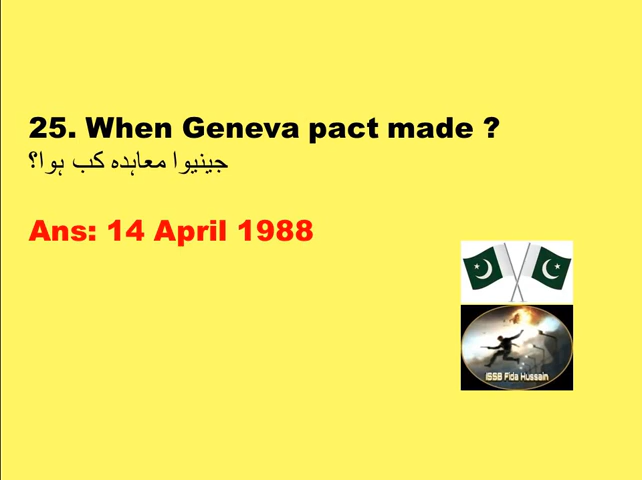 25. When Geneva pact made ?
جینیوا معاہدہ کب ہوا؟
Ans: 14 April 1988
ISSB Fida Hussain